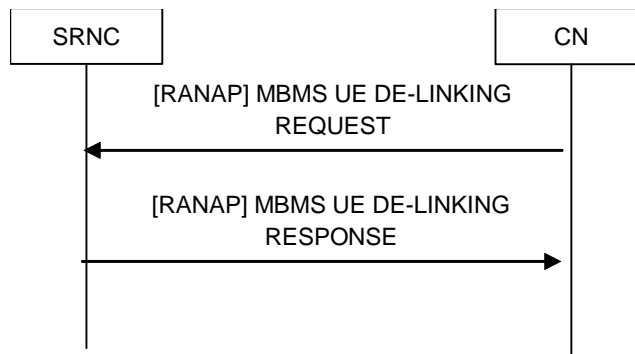 SRNC
CN
[RANAP] MBMS UE DE-LINKING
REQUEST
[RANAP] MBMS UE DE-LINKING
RESPONSE